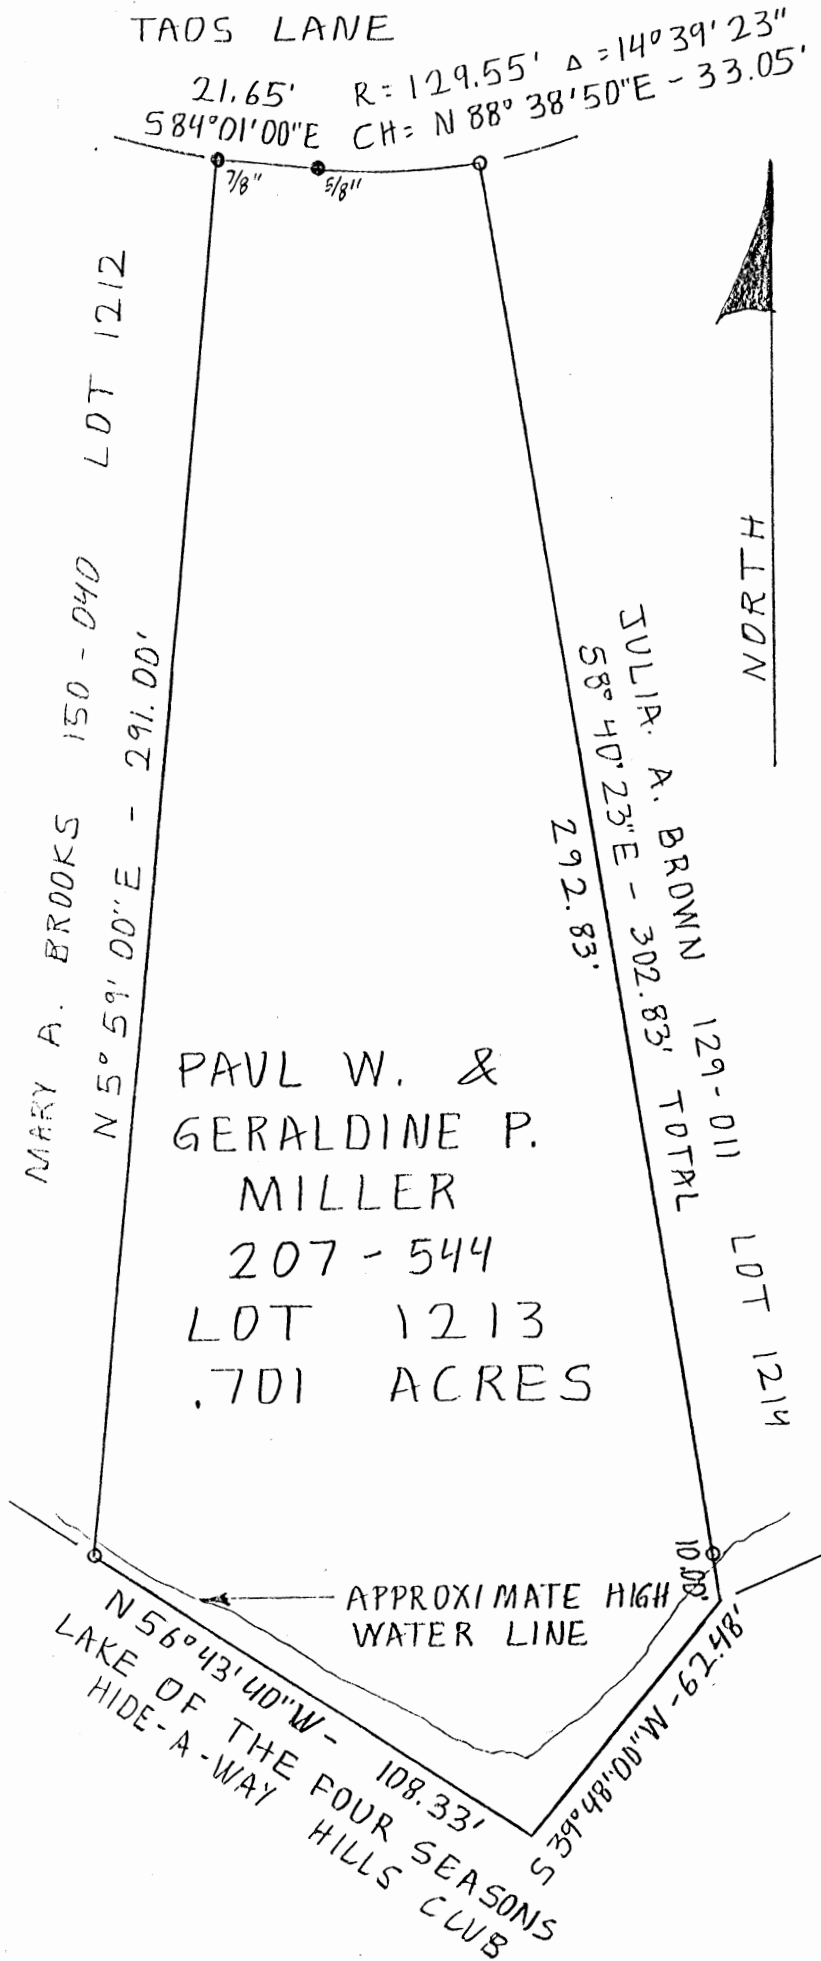 TAOS LANE
21.65'
S84°01'00"E
R= 129.55' Δ =14°39'23"
CH= N 88° 38'50"E - 33.05'
7/8"
5/8"
MARY A. BROOKS 150-040 LOT 1212
N 5° 59' 00" E - 291.00'
NORTH
JULIA. A. BROWN 129-011 LOT 1214
S8° 40' 23"E - 302.83' TOTAL
292.83'
PAUL W. &
GERALDINE P.
MILLER
207-544
LOT 1213
.701 ACRES
10.00'
APPROXIMATE HIGH
WATER LINE
N 56°43'40"W - 108.33'
LAKE OF THE FOUR SEASONS
HIDE-A-WAY HILLS CLUB
S 39°48'00"W - 62.48'